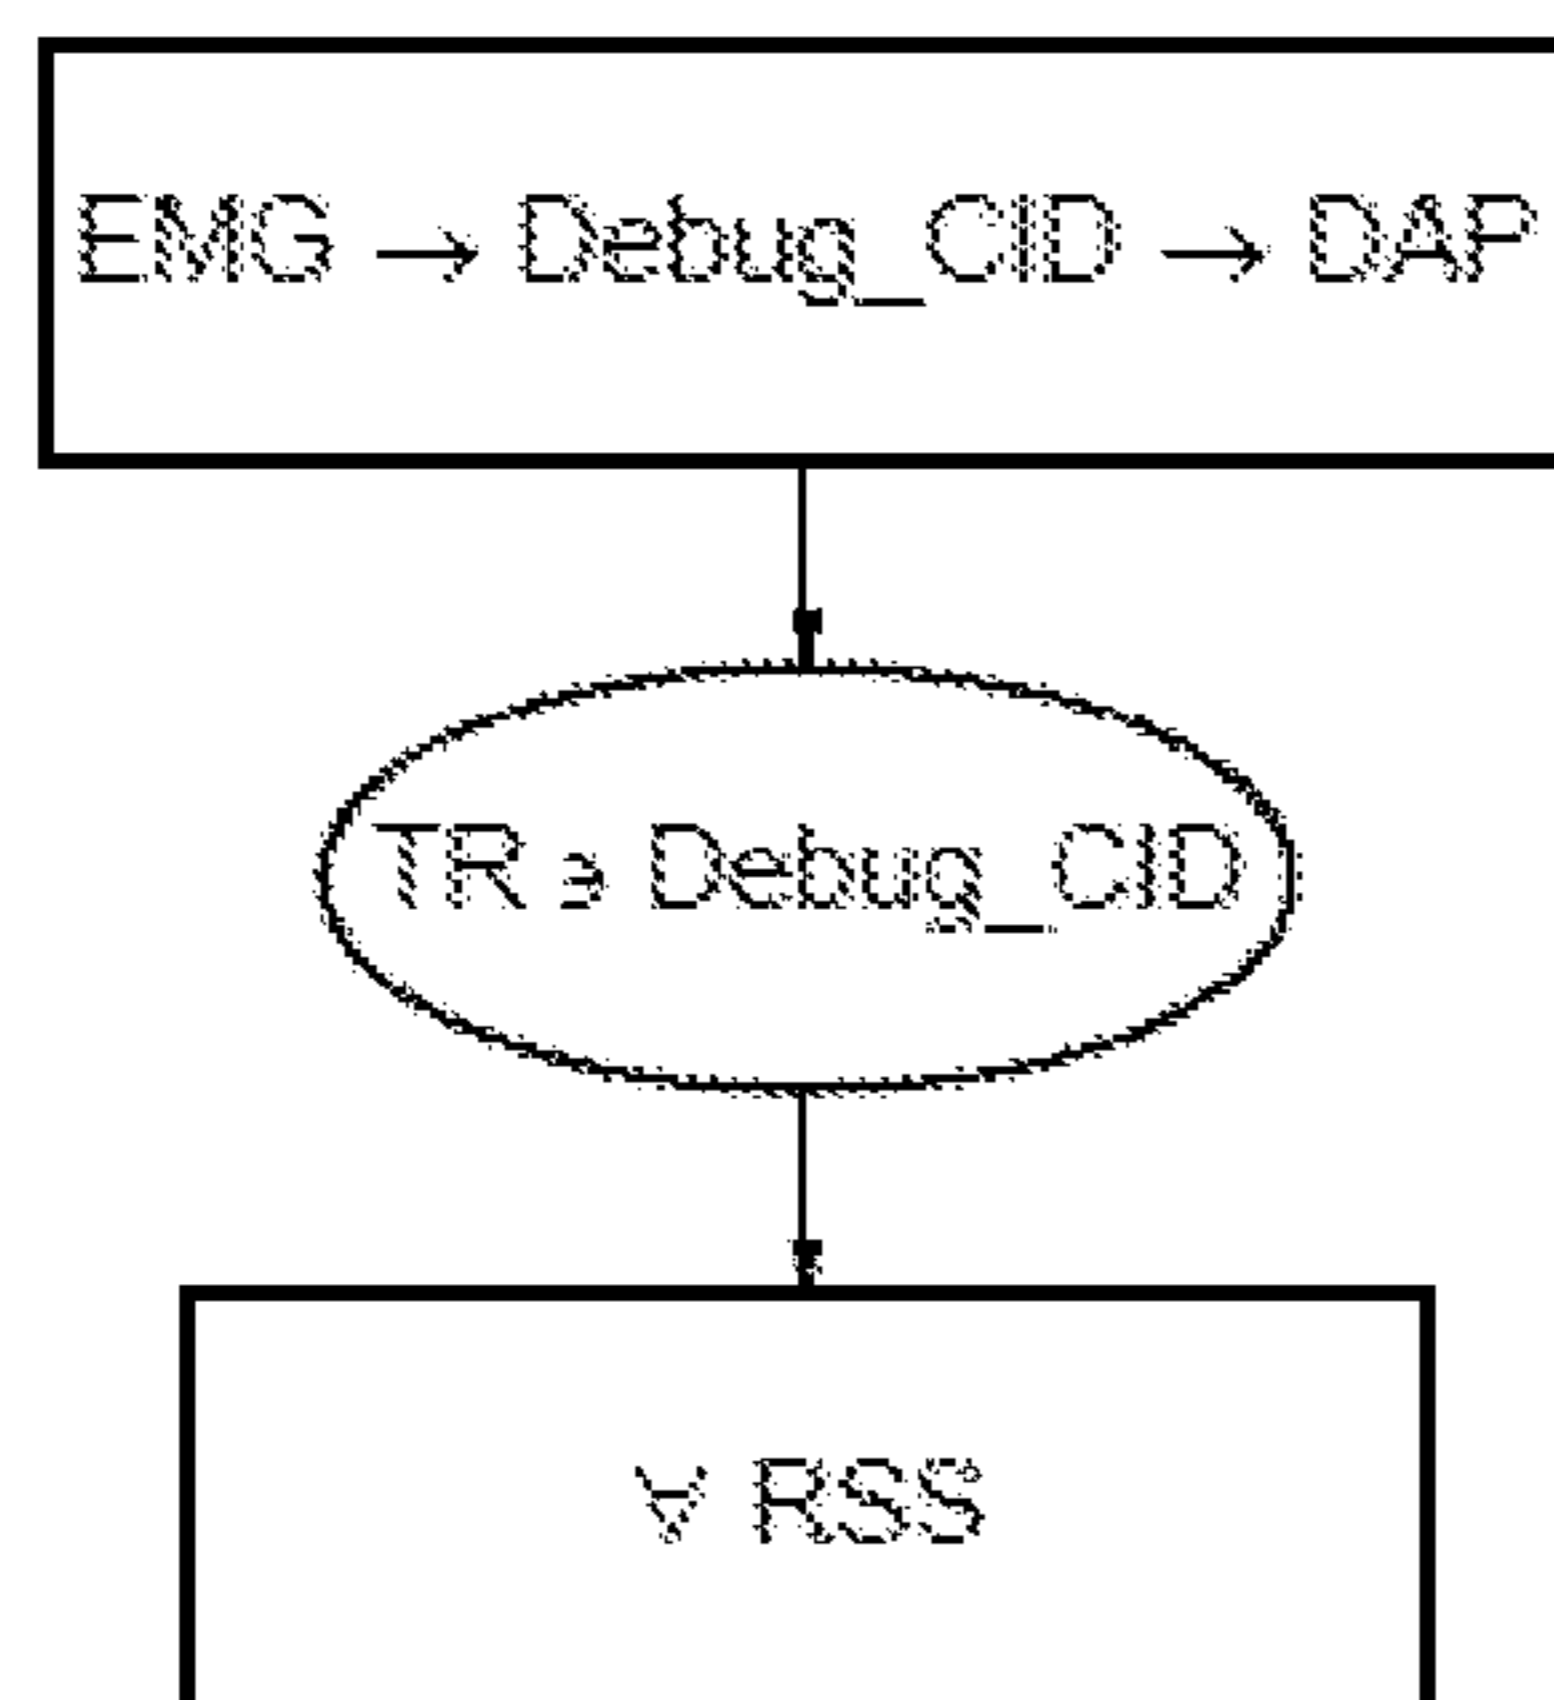 EMG → Debug_CID → DAP
TR э Debug_CID
∀ RSS